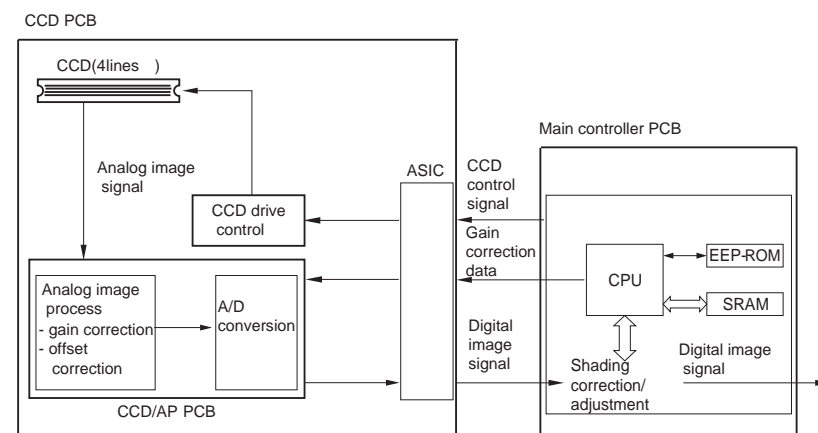 CCD PCB
CCD(4lines )
Analog image
signal
CCD drive
control
ASIC
Analog image
process
- gain correction
- offset
correction
A/D
conversion
CCD/AP PCB
CCD
control
signal
Gain
correction
data
Digital
image
signal
Main controller PCB
CPU
EEP-ROM
SRAM
Shading
correction/
adjustment
Digital image
signal